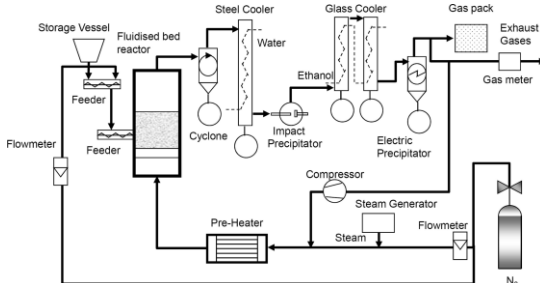 Steel Cooler
Glass Cooler
Gas pack
Storage Vessel
Fluidised bed
reactor
Exhaust
Gases
Water
Gas meter
Ethanol
Feeder
Cyclone
Impact
Precipitator
Electric
Precipitator
Flowmeter
Feeder
Compressor
Steam Generator
Pre-Heater
Flowmeter
Steam
N₂